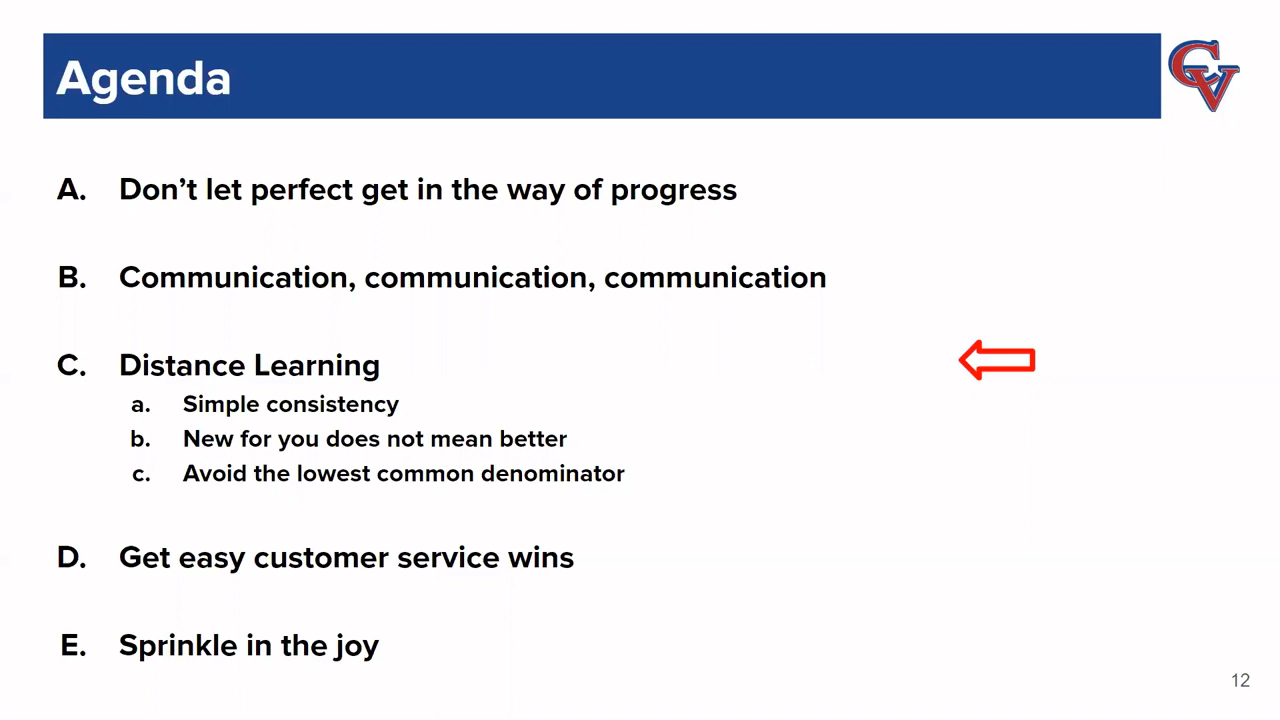 Agenda
CV
A. Don’t let perfect get in the way of progress
B. Communication, communication, communication
C. Distance Learning
a. Simple consistency
b. New for you does not mean better
c. Avoid the lowest common denominator
D. Get easy customer service wins
E. Sprinkle in the joy
12